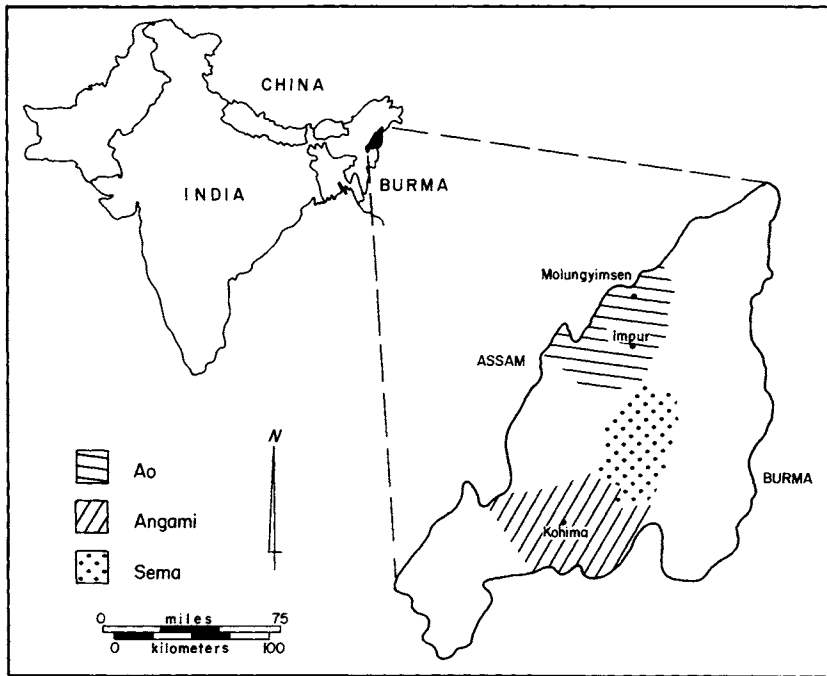 CHINA
INDIA
BURMA
Molungyimsen
Impur
ASSAM
BURMA
Kohima
N
Ao
Angami
Sema
0 miles 75
0 kilometers 100